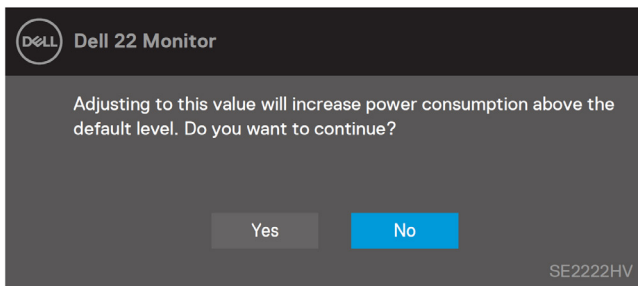 DELL Dell 22 Monitor
Adjusting to this value will increase power consumption above the
default level. Do you want to continue?
Yes No
SE2222HV